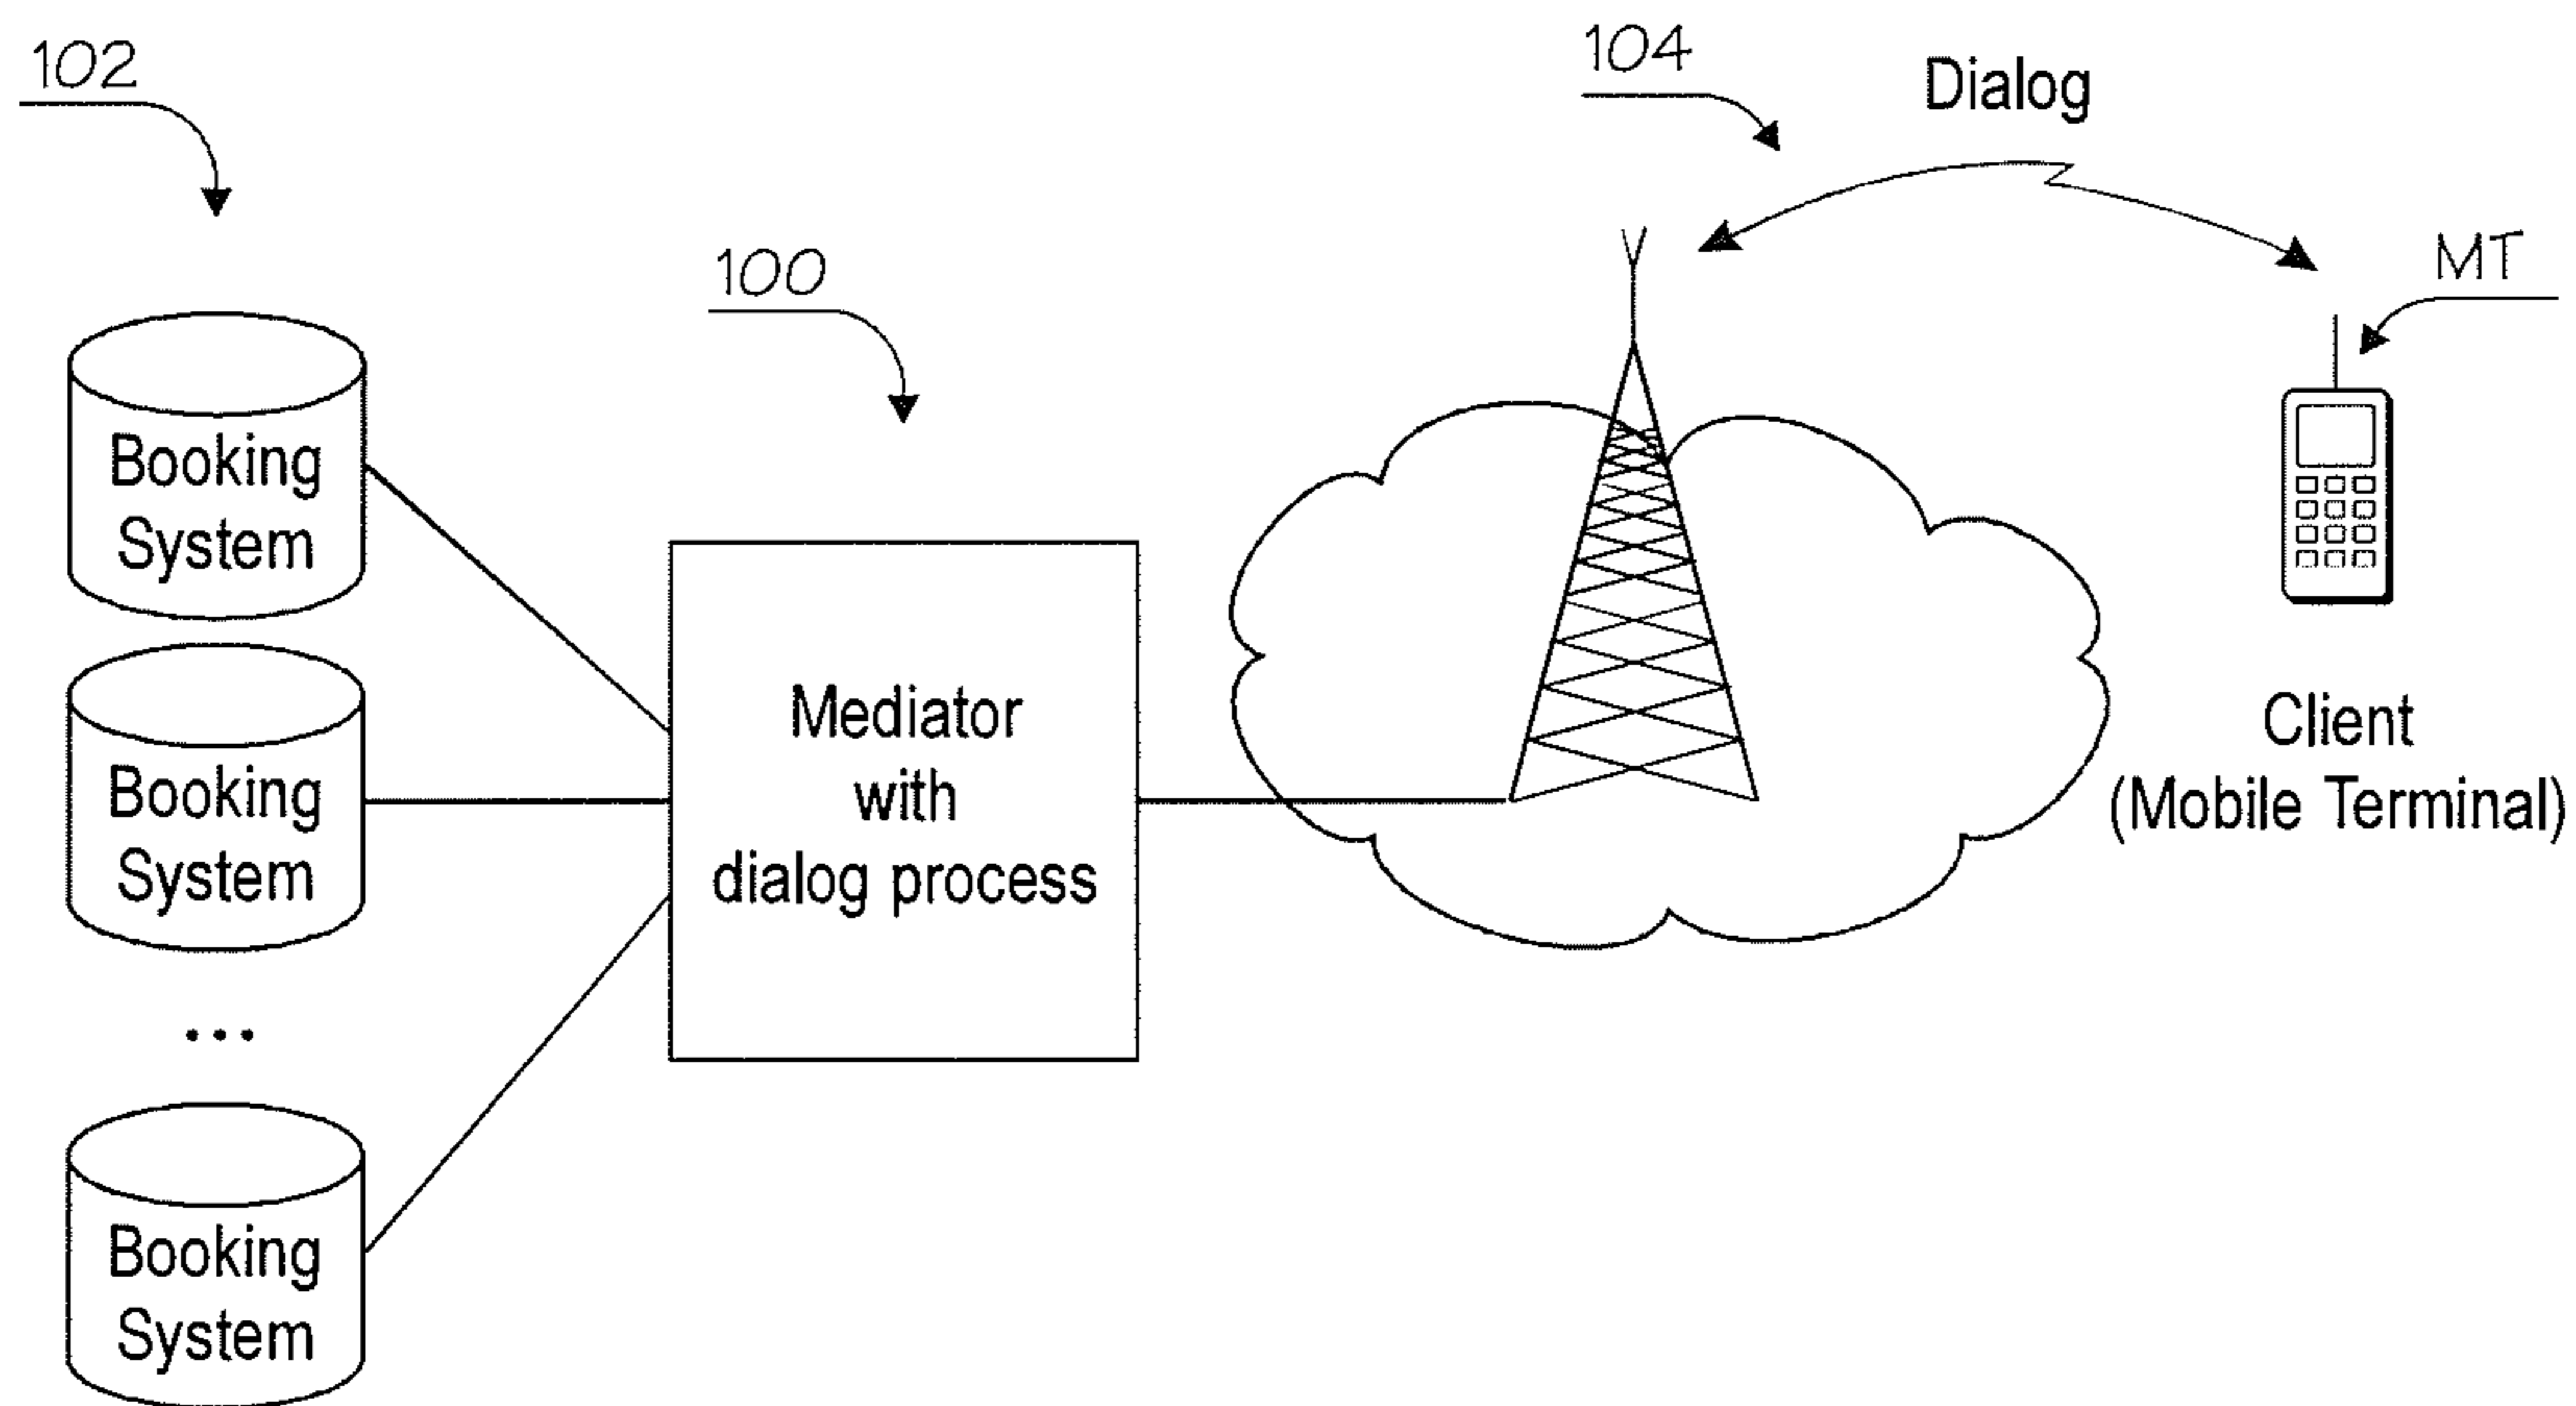 102
104
Dialog
100
MT
Booking
System
Booking
System
...
Booking
System
Mediator
with
dialog process
Client
(Mobile Terminal)